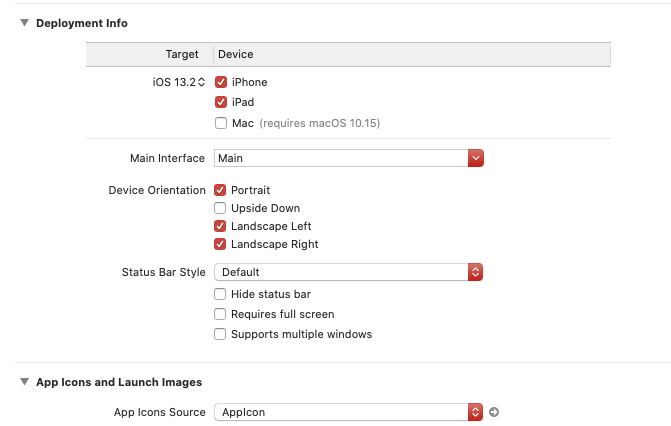 Deployment Info
Target Device
iOS 13.2 iPhone
iPad
Mac (requires macOS 10.15)
Main Interface Main
Device Orientation Portrait
Upside Down
Landscape Left
Landscape Right
Status Bar Style Default
Hide status bar
Requires full screen
Supports multiple windows
App Icons and Launch Images
App Icons Source AppIcon